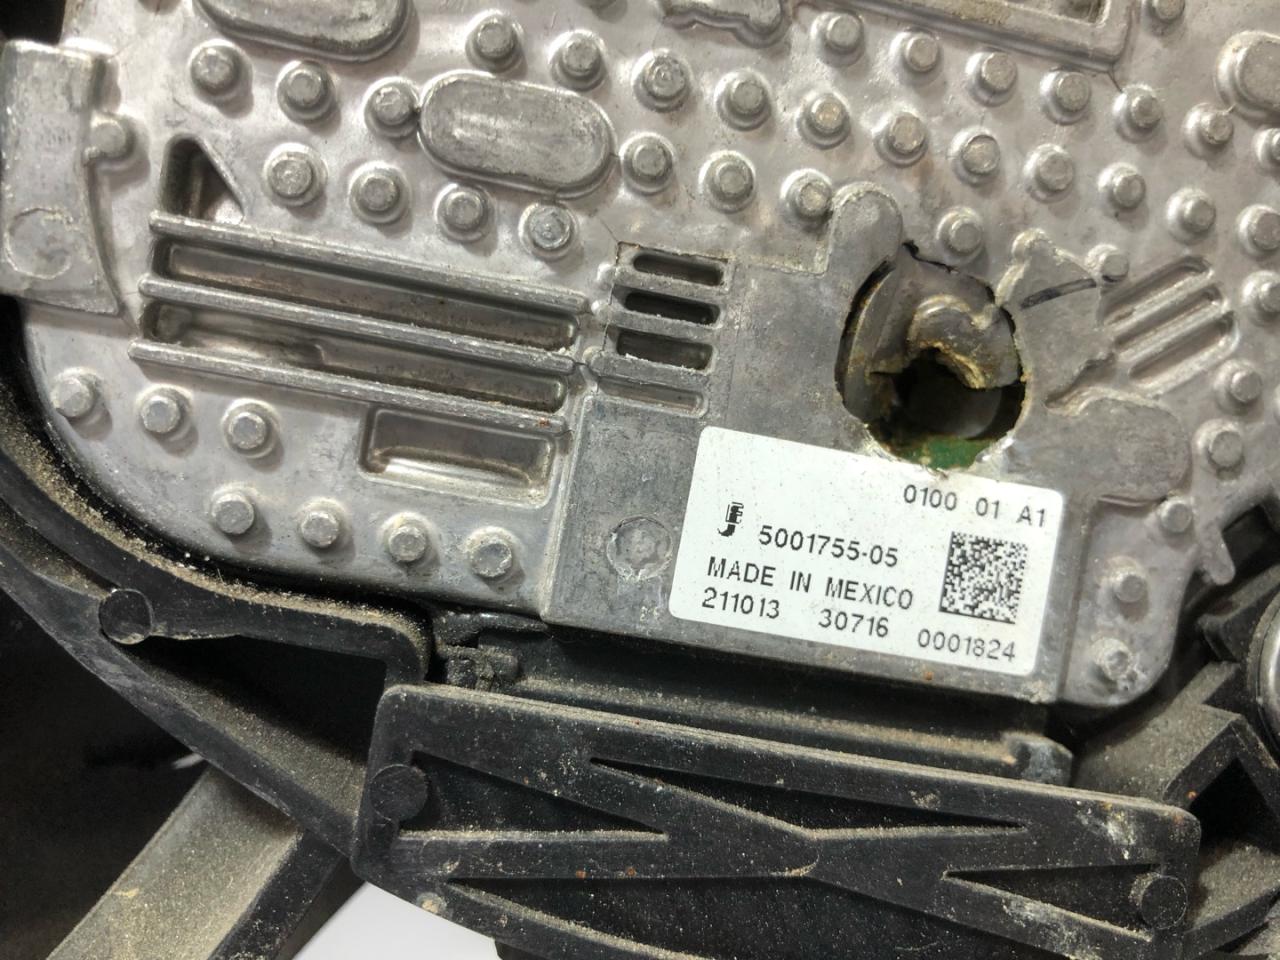 0100 01 A1
5001755-05
MADE IN MEXICO
211013 30716 0001824